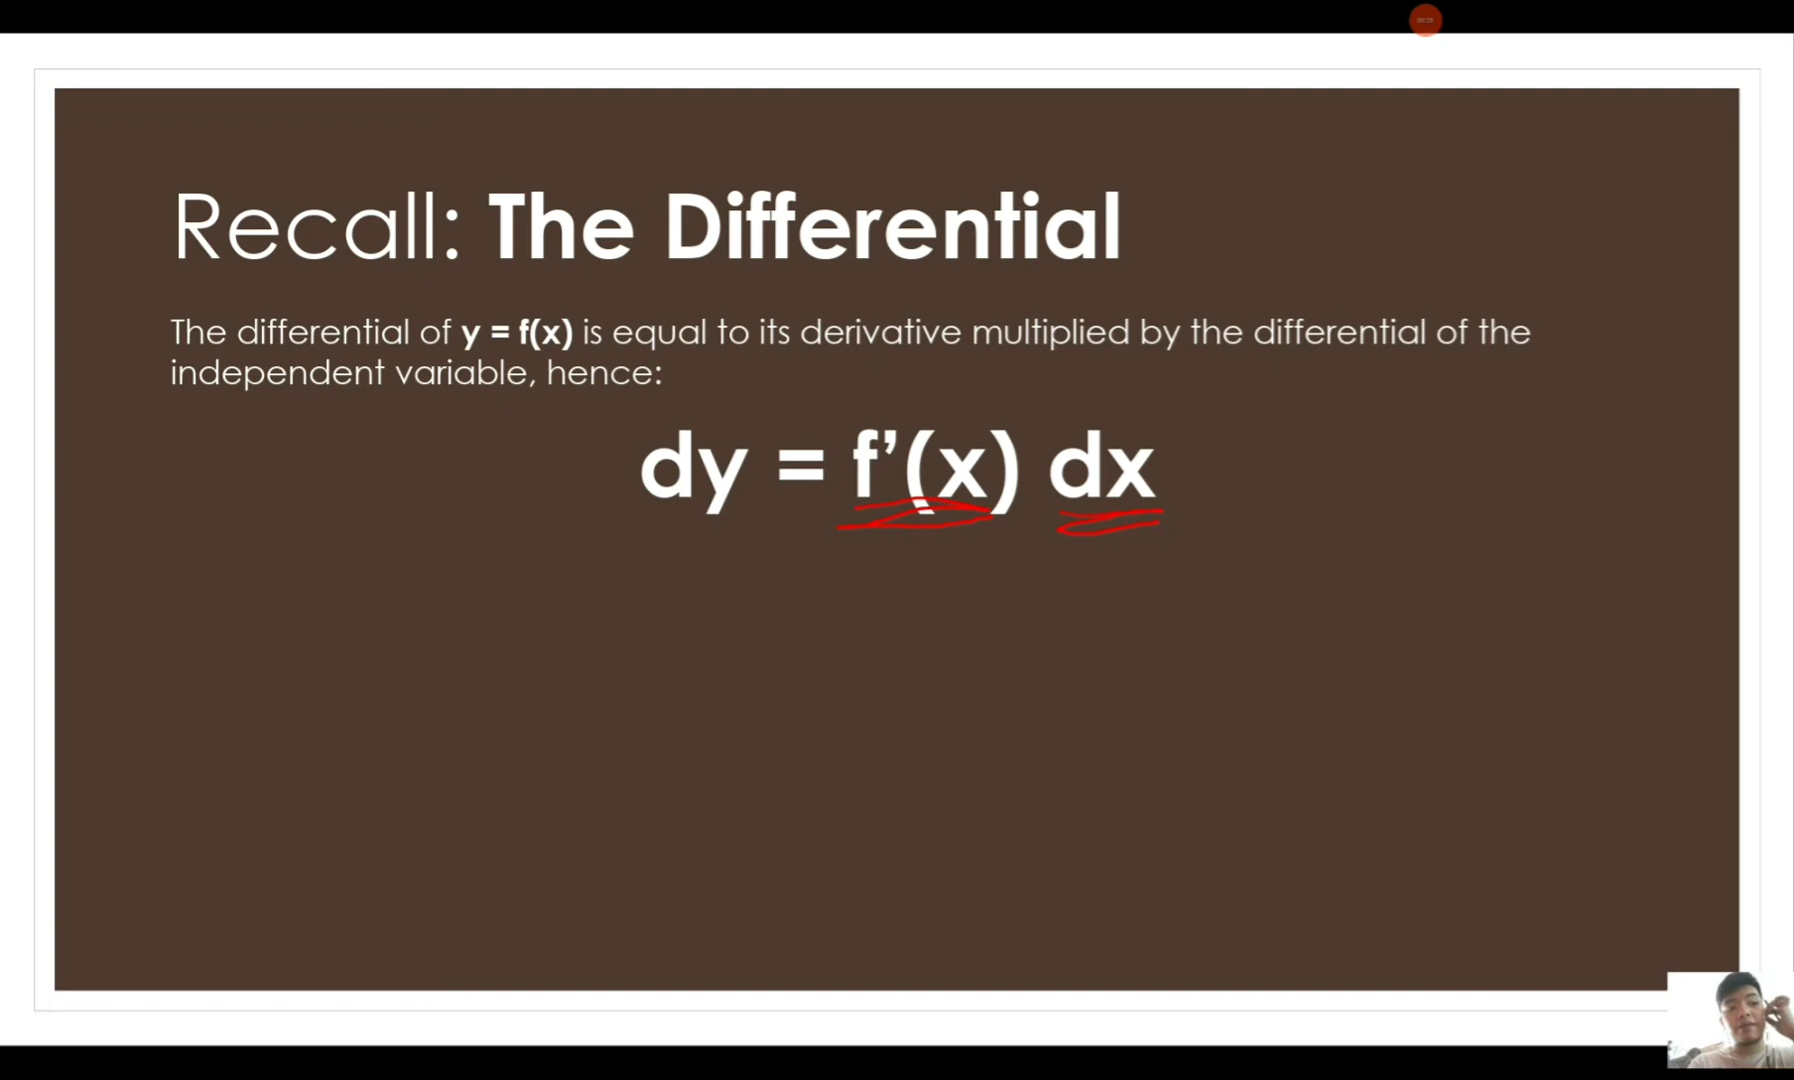 Recall: The Differential
The differential of y = f(x) is equal to its derivative multiplied by the differential of the
independent variable, hence:
dy = f’(x) dx